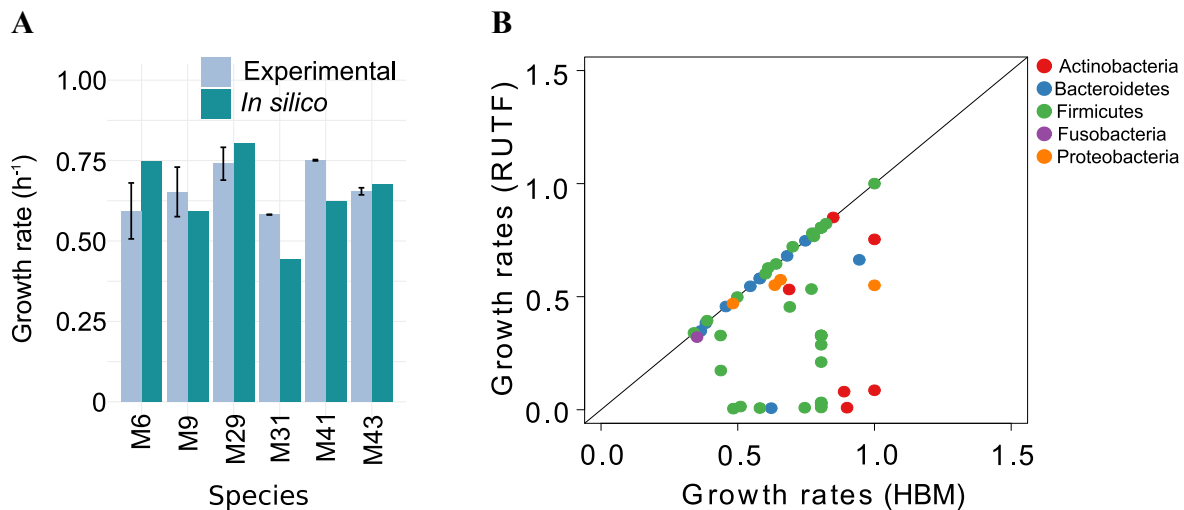 A
Experimental
In silico
1.00
0.75
0.50
0.25
0
Growth rate (h⁻¹)
M6
M9
M29
M31
M41
M43
Species
B
1.5
1.0
0.5
0.0
Growth rates (RUTF)
0.0
0.5
1.0
1.5
Growth rates (HBM)
Actinobacteria
Bacteroidetes
Firmicutes
Fusobacteria
Proteobacteria